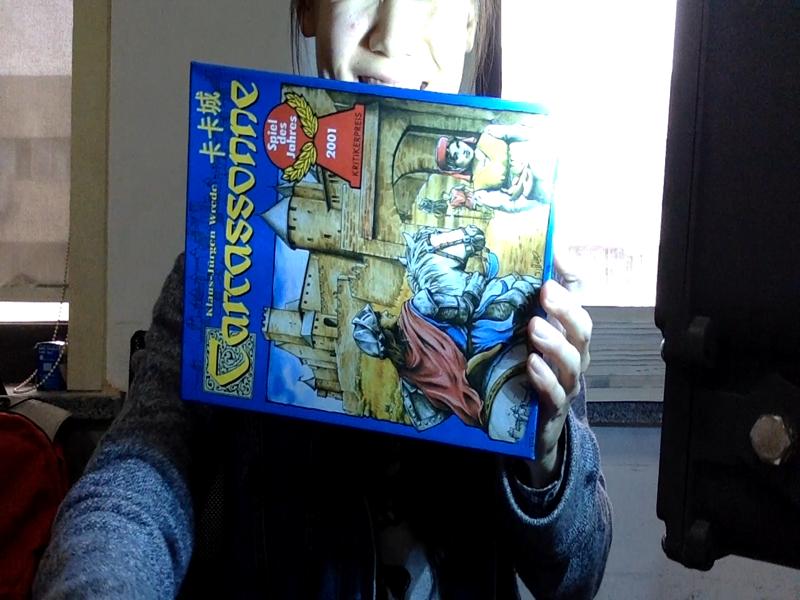 卡卡城
Carcassonne
Klaus-Jürgen Wrede
Spiel
des
Jahres
2001
KRITIKERPREIS